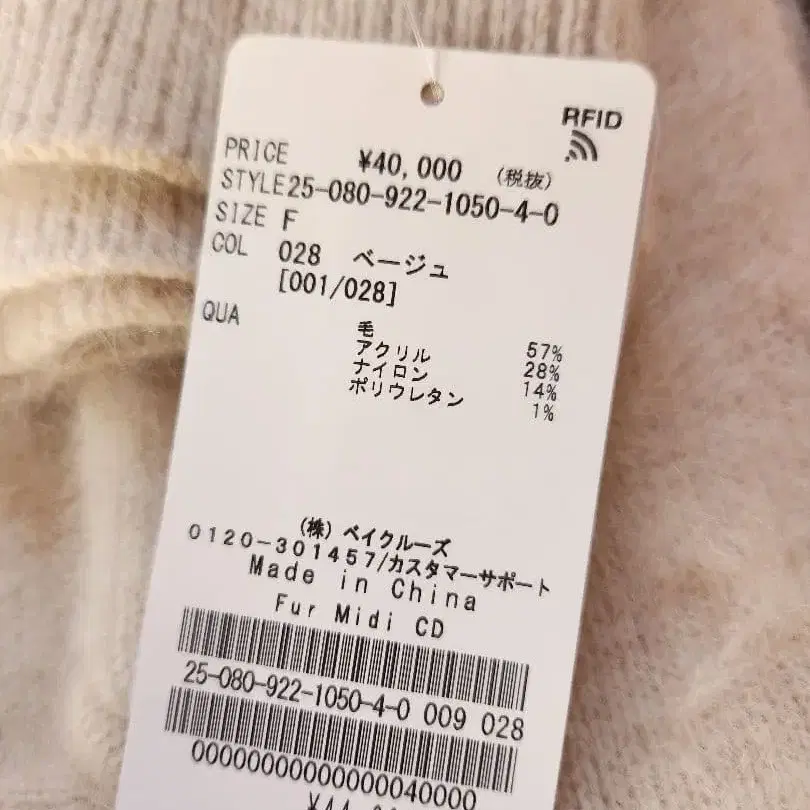 RFID
PRICE ¥40,000 (税抜)
STYLE25-080-922-1050-4-0
SIZE F
COL 028 ベージュ
[001/028]
QUA
毛 57%
アクリル 28%
ナイロン 14%
ポリウレタン 1%
(株) ベイクルーズ
0120-301457/カスタマーサポート
Made in China
Fur Midi CD
25-080-922-1050-4-0 009 028